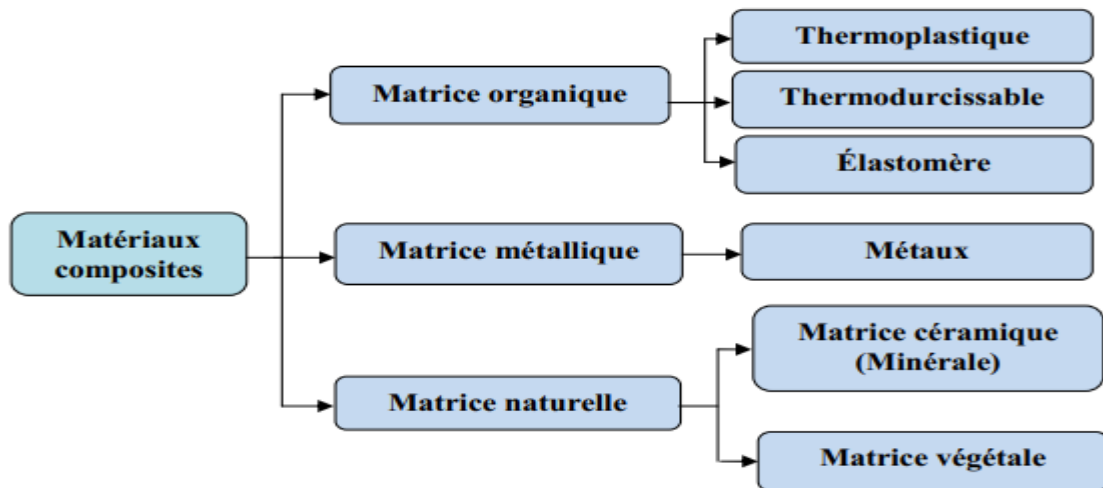 Matériaux
composites
Matrice organique
Thermoplastique
Thermodurcissable
Élastomère
Matrice métallique
Métaux
Matrice naturelle
Matrice céramique
(Minérale)
Matrice végétale